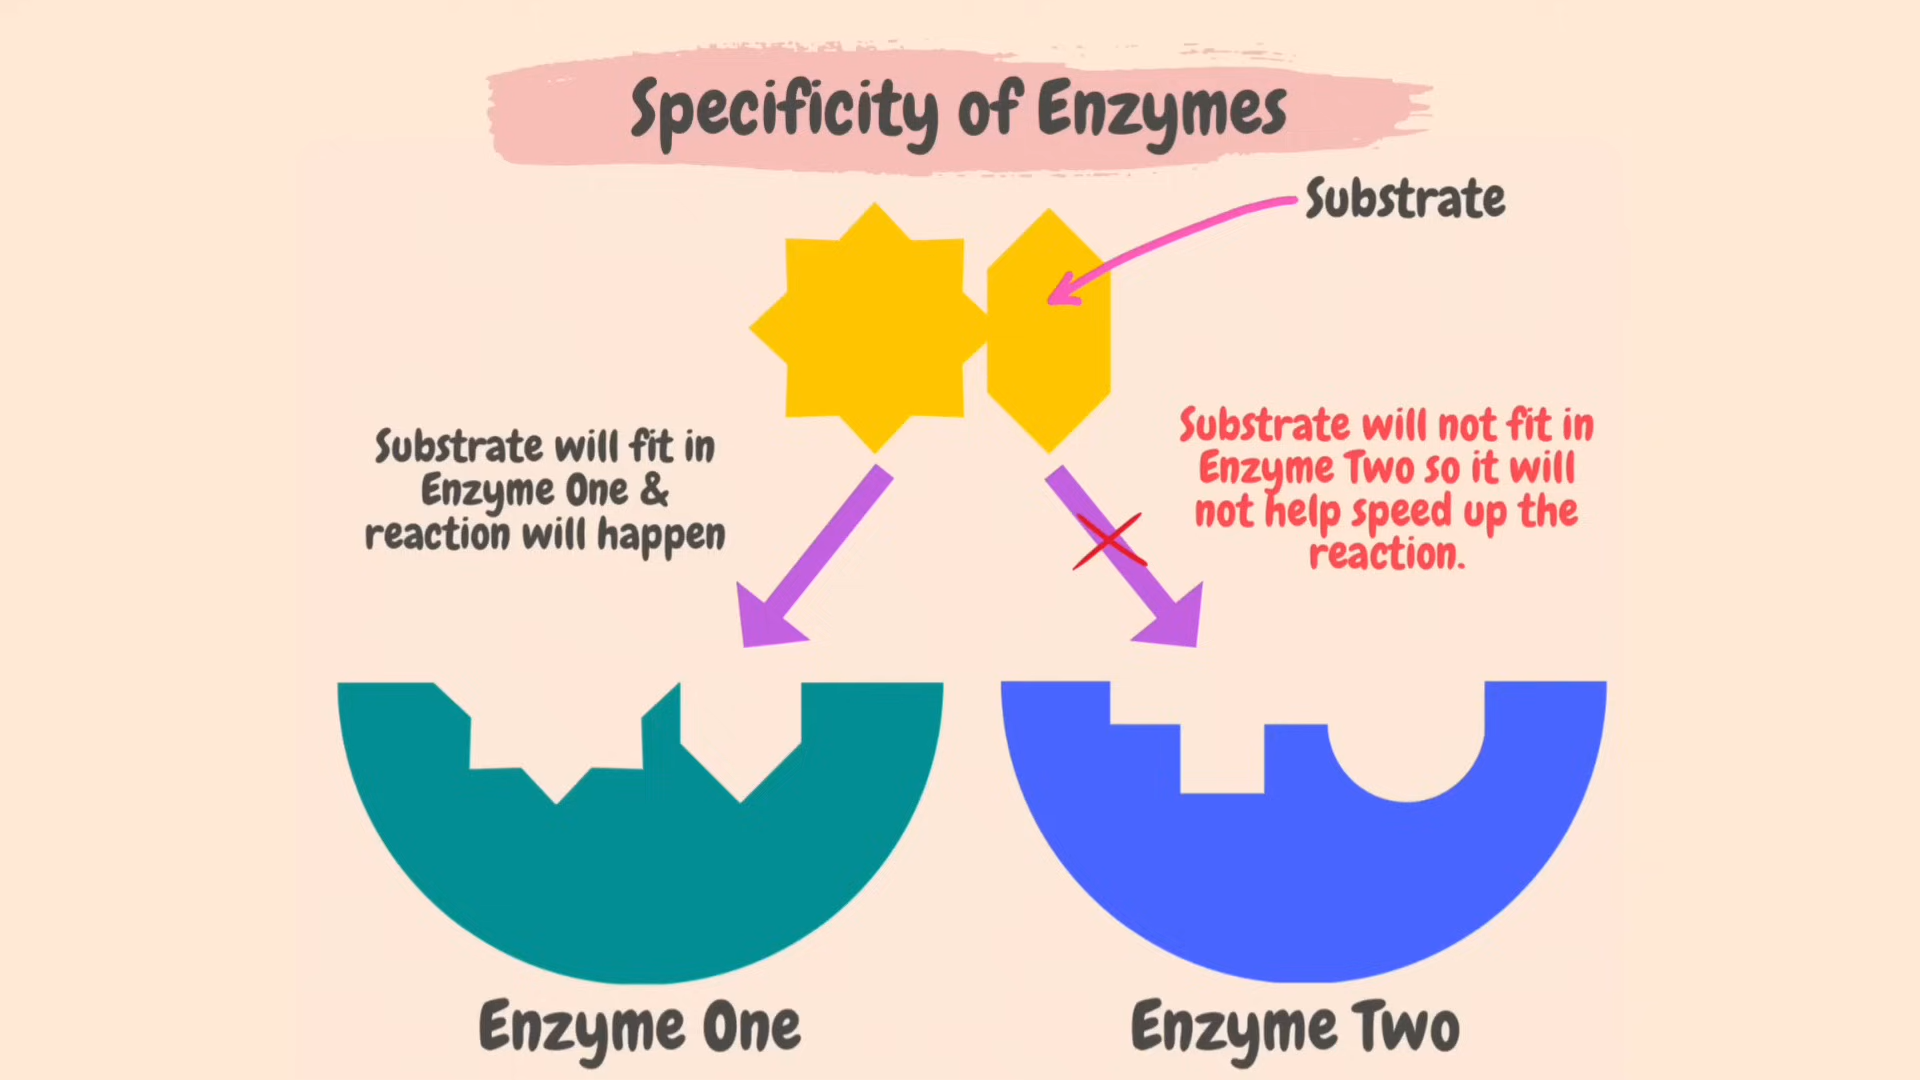 Specificity of Enzymes
Substrate
Substrate will fit in
Enzyme One &
reaction will happen
Substrate will not fit in
Enzyme Two so it will
not help speed up the
reaction.
Enzyme One
Enzyme Two